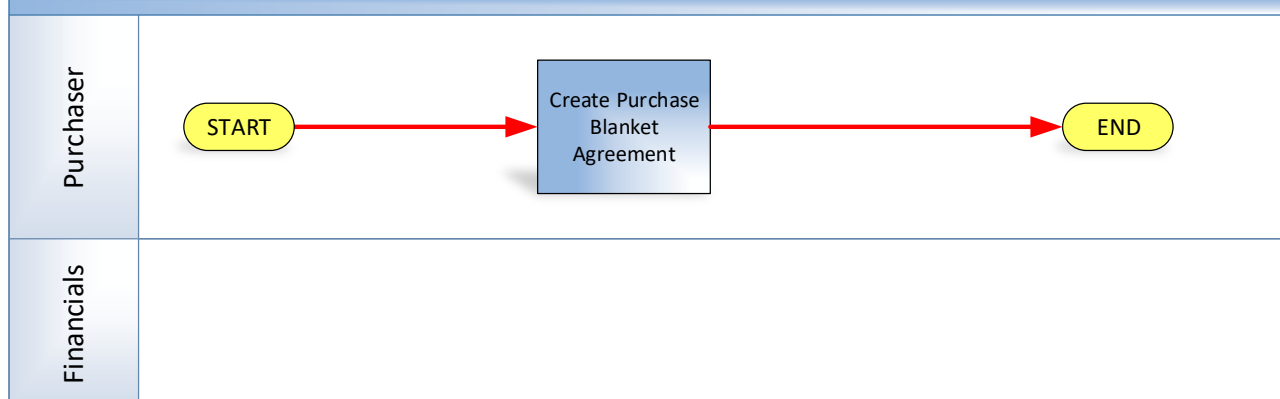 Purchaser
START
Create Purchase
Blanket
Agreement
END
Financials